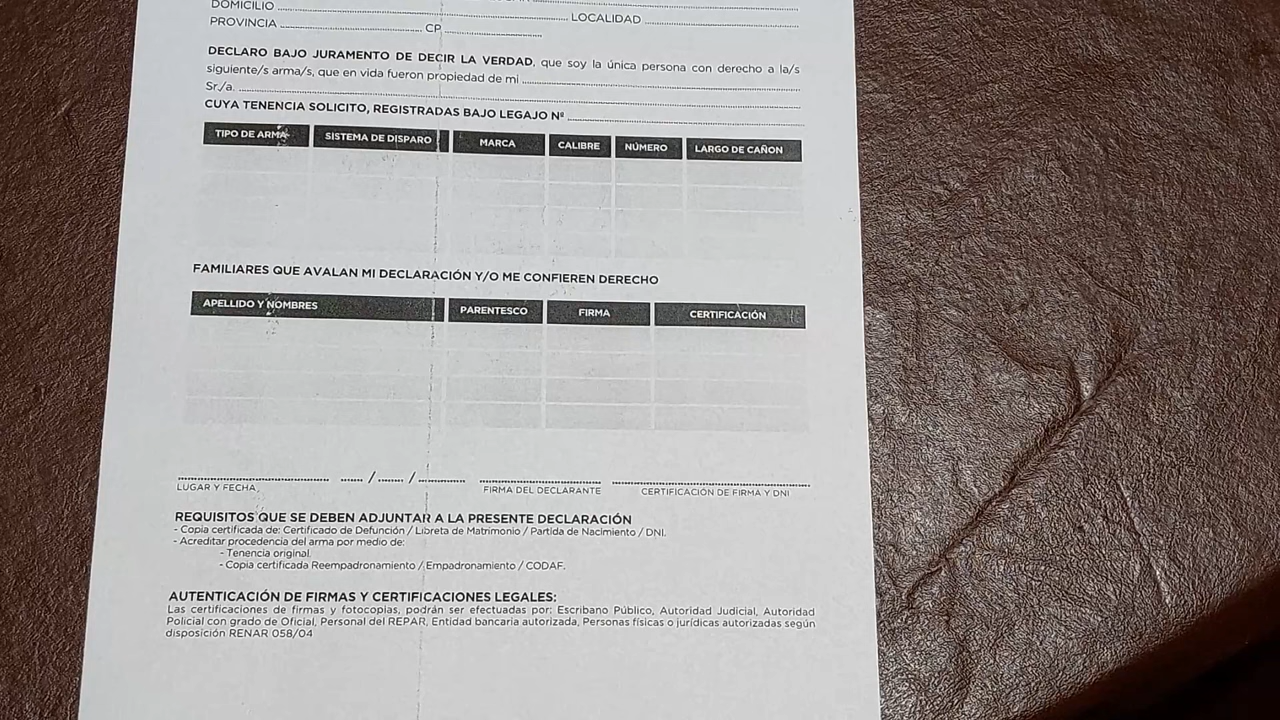 DOMICILIO ........ LOCALIDAD ........
PROVINCIA ........ CP ........
DECLARO BAJO JURAMENTO DE DECIR LA VERDAD, que soy la única persona con derecho a la/s
siguiente/s arma/s, que en vida fueron propiedad de mi ........
Sr./a. ........
CUYA TENENCIA SOLICITO, REGISTRADAS BAJO LEGAJO Nº ........
TIPO DE ARMA SISTEMA DE DISPARO MARCA CALIBRE NÚMERO LARGO DE CAÑON
FAMILIARES QUE AVALAN MI DECLARACIÓN Y/O ME CONFIEREN DERECHO
APELLIDO Y NOMBRES PARENTESCO FIRMA CERTIFICACIÓN
........ ...... / ....... / ........
LUGAR Y FECHA FIRMA DEL DECLARANTE CERTIFICACIÓN DE FIRMA Y DNI
REQUISITOS QUE SE DEBEN ADJUNTAR A LA PRESENTE DECLARACIÓN
- Copia certificada de: Certificado de Defunción / Libreta de Matrimonio / Partida de Nacimiento / DNI.
- Acreditar procedencia del arma por medio de:
- Tenencia original.
- Copia certificada Reempadronamiento / Empadronamiento / CODAF.
AUTENTICACIÓN DE FIRMAS Y CERTIFICACIONES LEGALES:
Las certificaciones de firmas y fotocopias, podrán ser efectuadas por: Escribano Público, Autoridad Judicial, Autoridad
Policial con grado de Oficial, Personal del REPAR, Entidad bancaria autorizada, Personas físicas o jurídicas autorizadas según
disposición RENAR 058/04